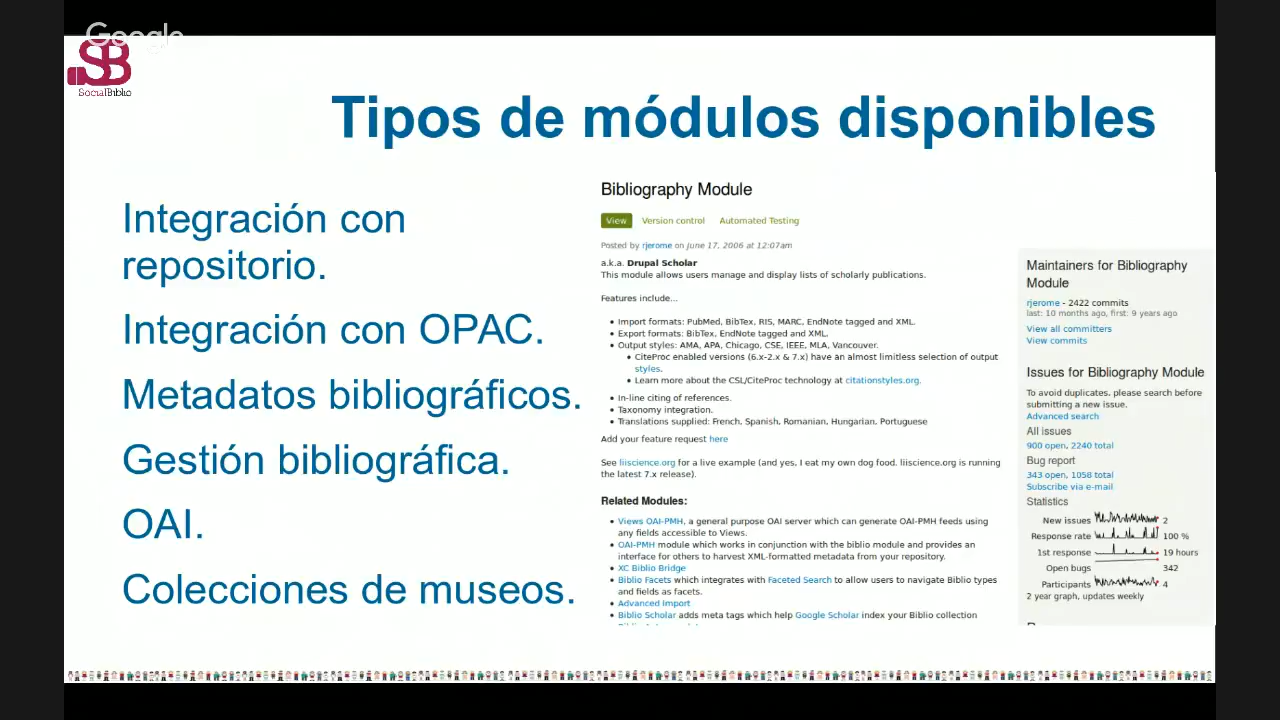 Google
SB
SocialBiblio
Tipos de módulos disponibles
Integración con
repositorio.
Integración con OPAC.
Metadatos bibliográficos.
Gestión bibliográfica.
OAI.
Colecciones de museos.
Bibliography Module
View Version control Automated Testing
Posted by rjerome on June 17, 2006 at 12:07am
a.k.a. Drupal Scholar
This module allows users manage and display lists of scholarly publications.
Features include...
• Import formats: PubMed, BibTex, RIS, MARC, EndNote tagged and XML.
• Export formats: BibTex, EndNote tagged and XML.
• Output styles: AMA, APA, Chicago, CSE, IEEE, MLA, Vancouver.
• CiteProc enabled versions (6.x-2.x & 7.x) have an almost limitless selection of output
styles.
• Learn more about the CSL/CiteProc technology at citationstyles.org.
• In-line citing of references.
• Taxonomy integration.
• Translations supplied: French, Spanish, Romanian, Hungarian, Portuguese
Add your feature request here
See liiscience.org for a live example (and yes, I eat my own dog food. liiscience.org is running
the latest 7.x release).
Related Modules:
• Views OAI-PMH, a general purpose OAI server which can generate OAI-PMH feeds using
any fields accessible to Views.
• OAI-PMH module which works in conjunction with the biblio module and provides an
interface for others to harvest XML-formatted metadata from your repository.
• XC Biblio Bridge
• Biblio Facets which integrates with Faceted Search to allow users to navigate Biblio types
and fields as facets.
• Advanced Import
• Biblio Scholar adds meta tags which help Google Scholar index your Biblio collection
Maintainers for Bibliography
Module
rjerome - 2422 commits
last: 10 months ago, first: 9 years ago
View all committers
View commits
Issues for Bibliography Module
To avoid duplicates, please search before
submitting a new issue.
Advanced search
All issues
900 open, 2240 total
Bug report
343 open, 1058 total
Subscribe via e-mail
Statistics
New issues 2
Response rate 100 %
1st response 19 hours
Open bugs 342
Participants 4
2 year graph, updates weekly